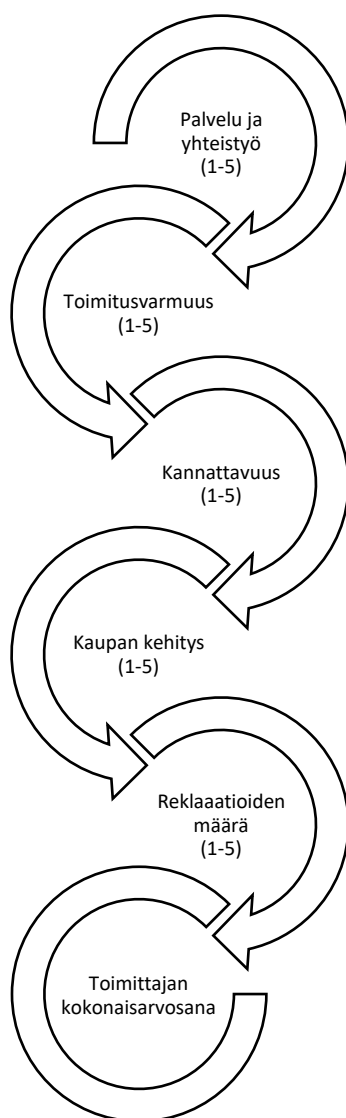 Palvelu ja
yhteistyö
(1-5)
Toimitusvarmuus
(1-5)
Kannattavuus
(1-5)
Kaupan kehitys
(1-5)
Reklaaatioiden
määrä
(1-5)
Toimittajan
kokonaisarvosana